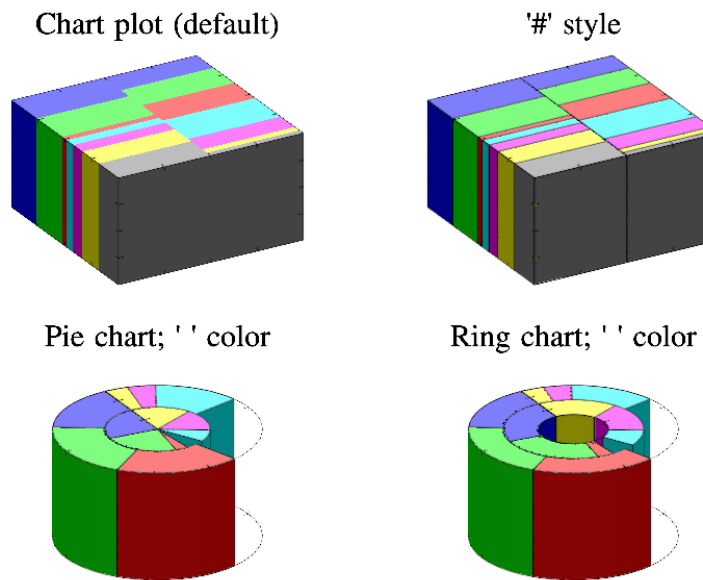 Chart plot (default)
'#' style
Pie chart; ' ' color
Ring chart; ' ' color